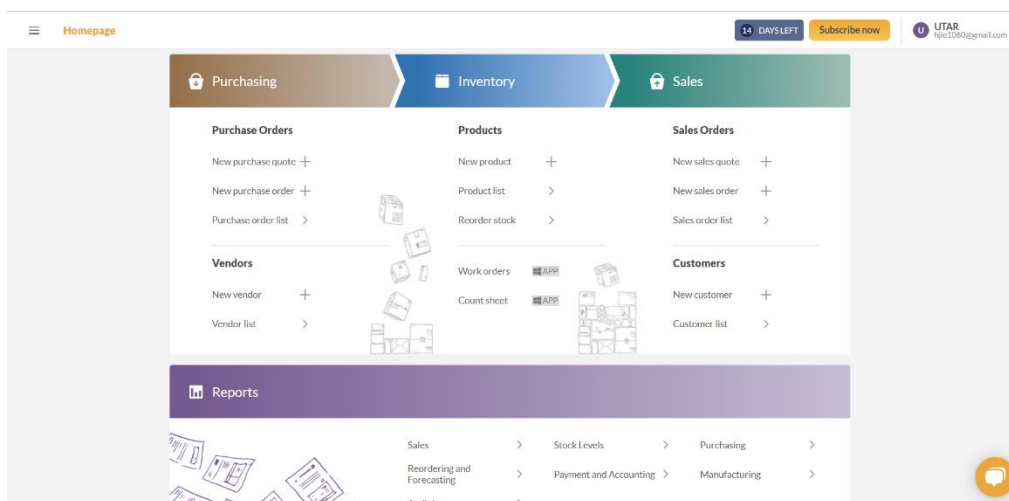 Homepage
14 DAYS LEFT
Subscribe now
U
UTAR
hjie1060@gmail.com
Purchasing
Inventory
Sales
Purchase Orders
New purchase quote
New purchase order
Purchase order list
Vendors
New vendor
Vendor list
Products
New product
Product list
Reorder stock
Work orders APP
Count sheet APP
Sales Orders
New sales quote
New sales order
Sales order list
Customers
New customer
Customer list
Reports
Sales
Stock Levels
Purchasing
Reordering and
Forecasting
Payment and Accounting
Manufacturing